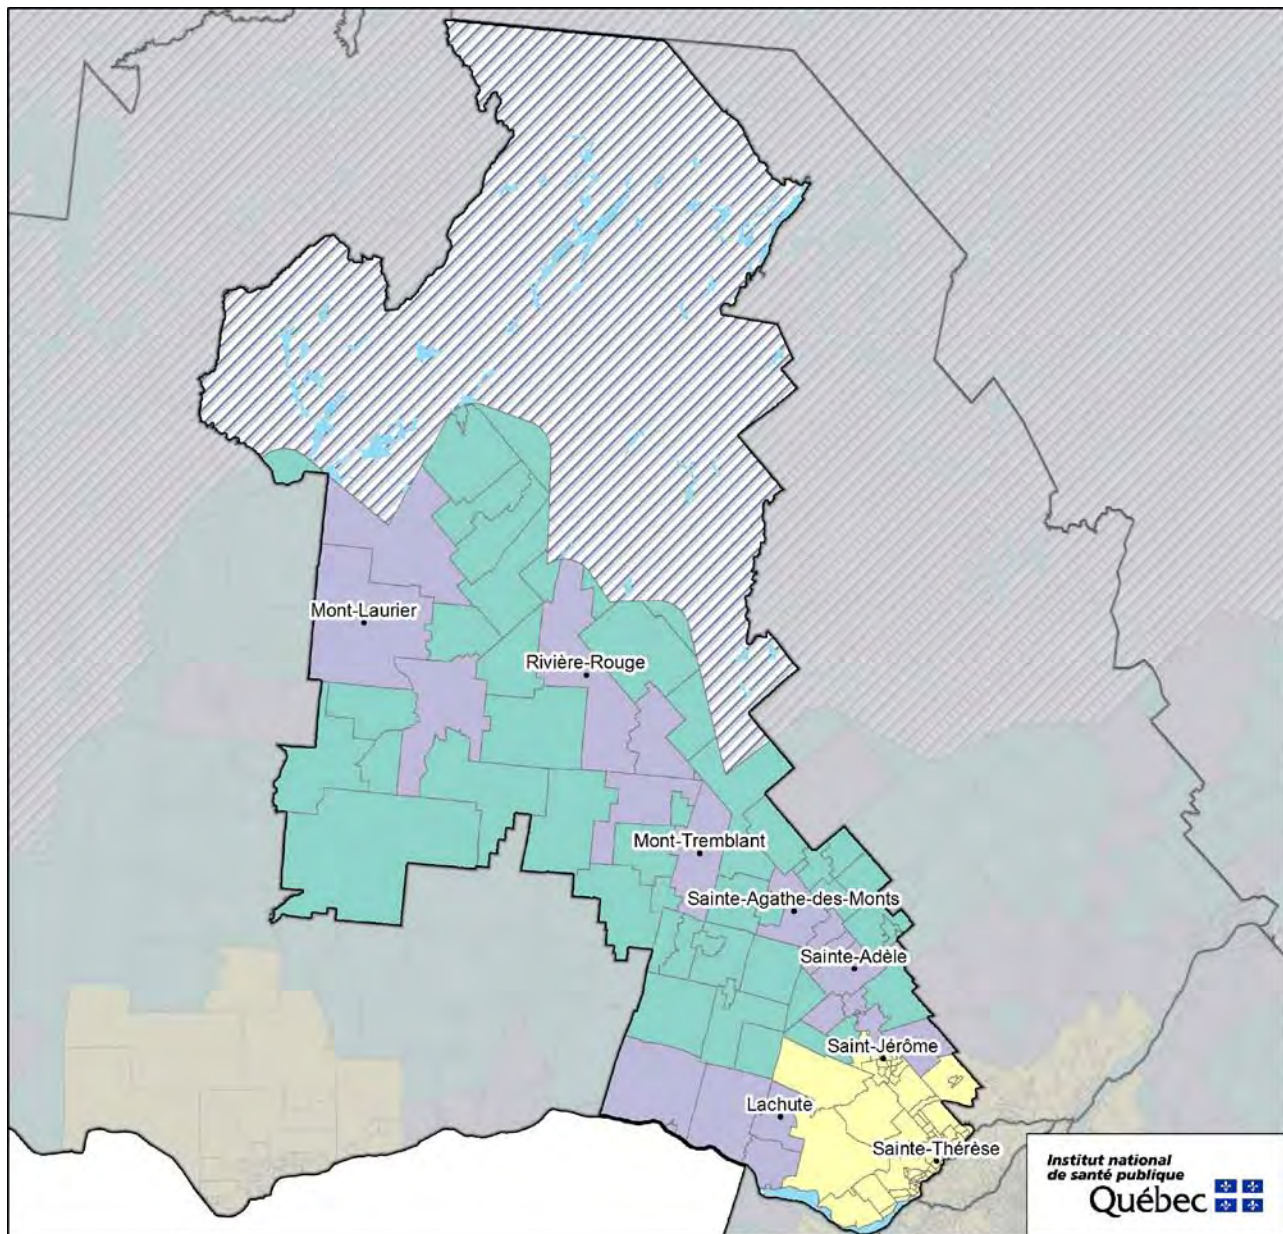 Mont-Laurier
Rivière-Rouge
Mont-Tremblant
Sainte-Agathe-des-Monts
Sainte-Adèle
Saint-Jérôme
Lachute
Sainte-Thérèse
Institut national
de santé publique
Québec